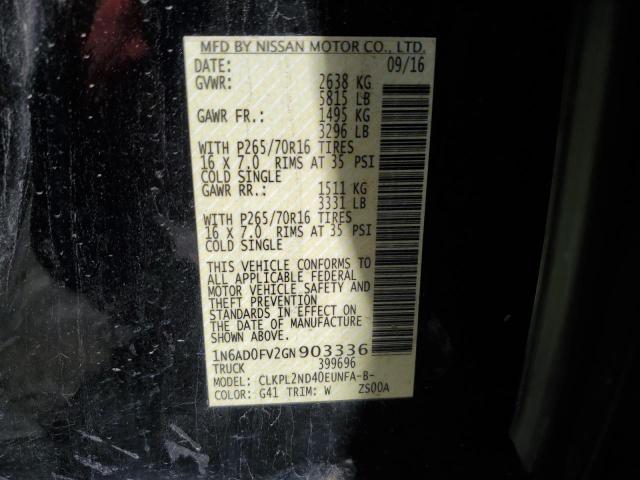 MFD BY NISSAN MOTOR CO., LTD.
DATE: 09/16
GVWR: 2638 KG
5815 LB
GAWR FR.: 1495 KG
3296 LB
WITH P265/70R16 TIRES
16 X 7.0 RIMS AT 35 PSI
COLD SINGLE
GAWR RR.: 1511 KG
3331 LB
WITH P265/70R16 TIRES
16 X 7.0 RIMS AT 35 PSI
COLD SINGLE
THIS VEHICLE CONFORMS TO
ALL APPLICABLE FEDERAL
MOTOR VEHICLE SAFETY AND
THEFT PREVENTION
STANDARDS IN EFFECT ON
THE DATE OF MANUFACTURE
SHOWN ABOVE.
1N6AD0FV2GN903336
TRUCK 399696
MODEL: CLKPL2ND40EUNFA-B-
COLOR: G41 TRIM: W ZS00A